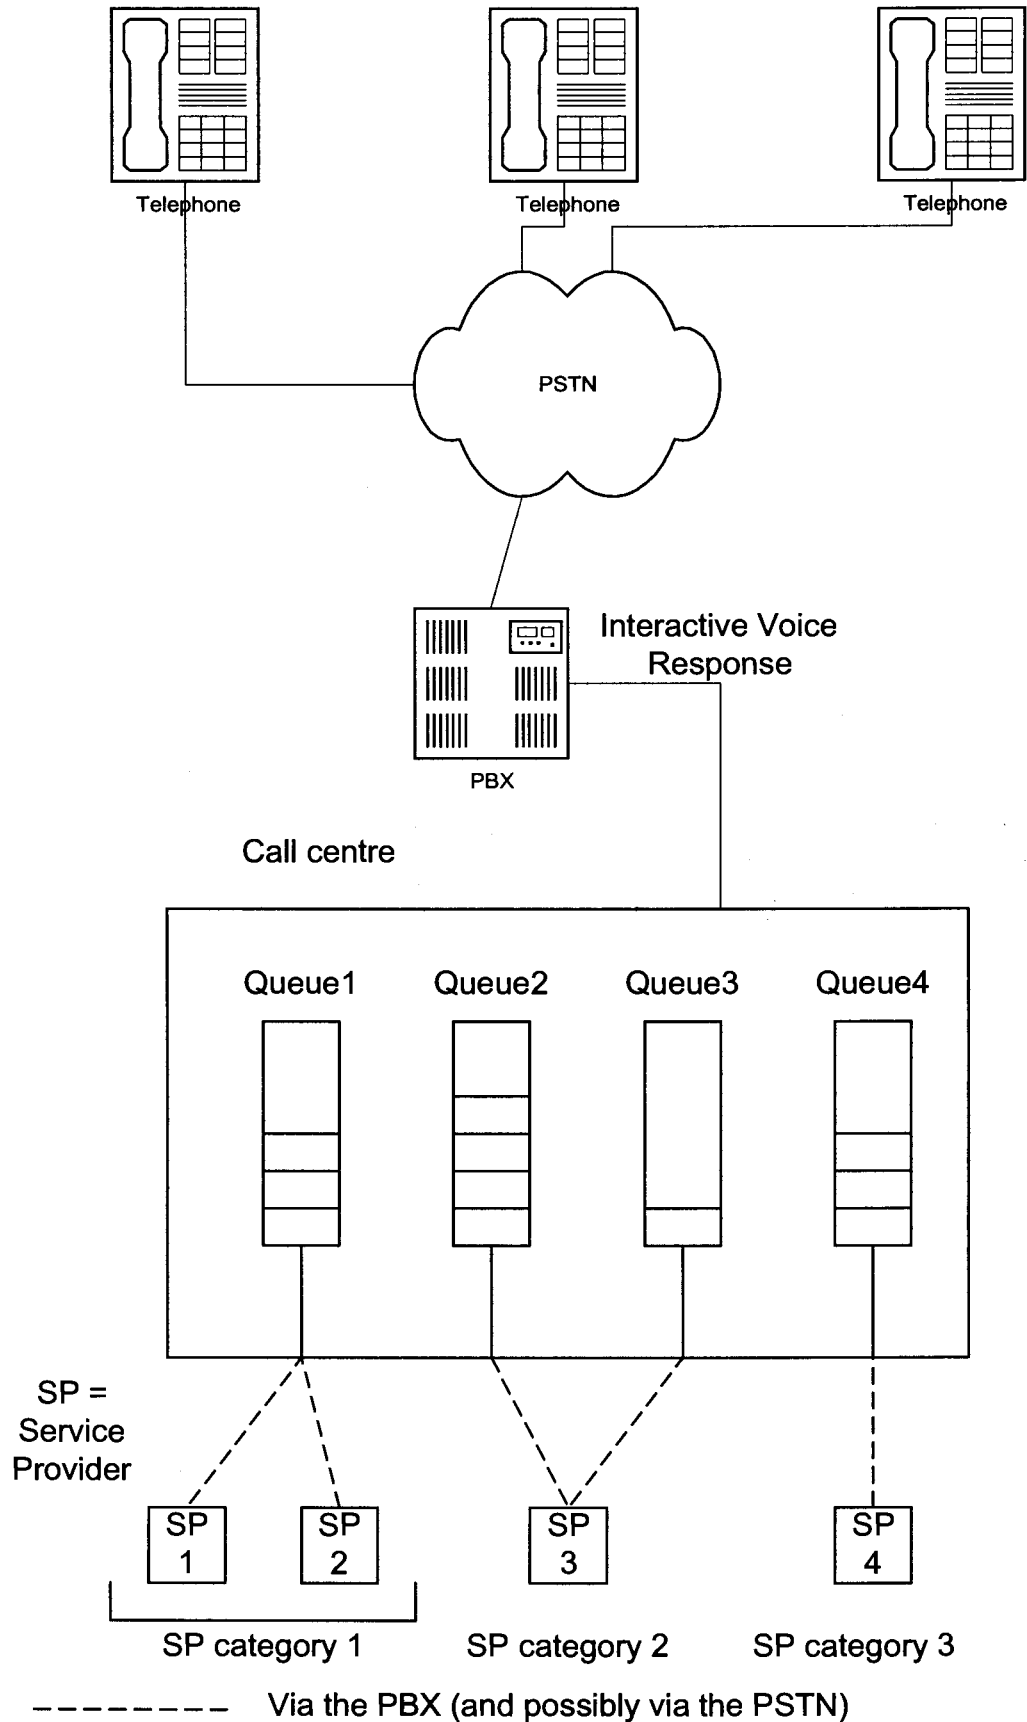 Telephone Telephone Telephone
PSTN
Interactive Voice
Response
PBX
Call centre
Queue1 Queue2 Queue3 Queue4
SP =
Service
Provider
SP
1
SP
2
SP
3
SP
4
SP category 1 SP category 2 SP category 3
Via the PBX (and possibly via the PSTN)